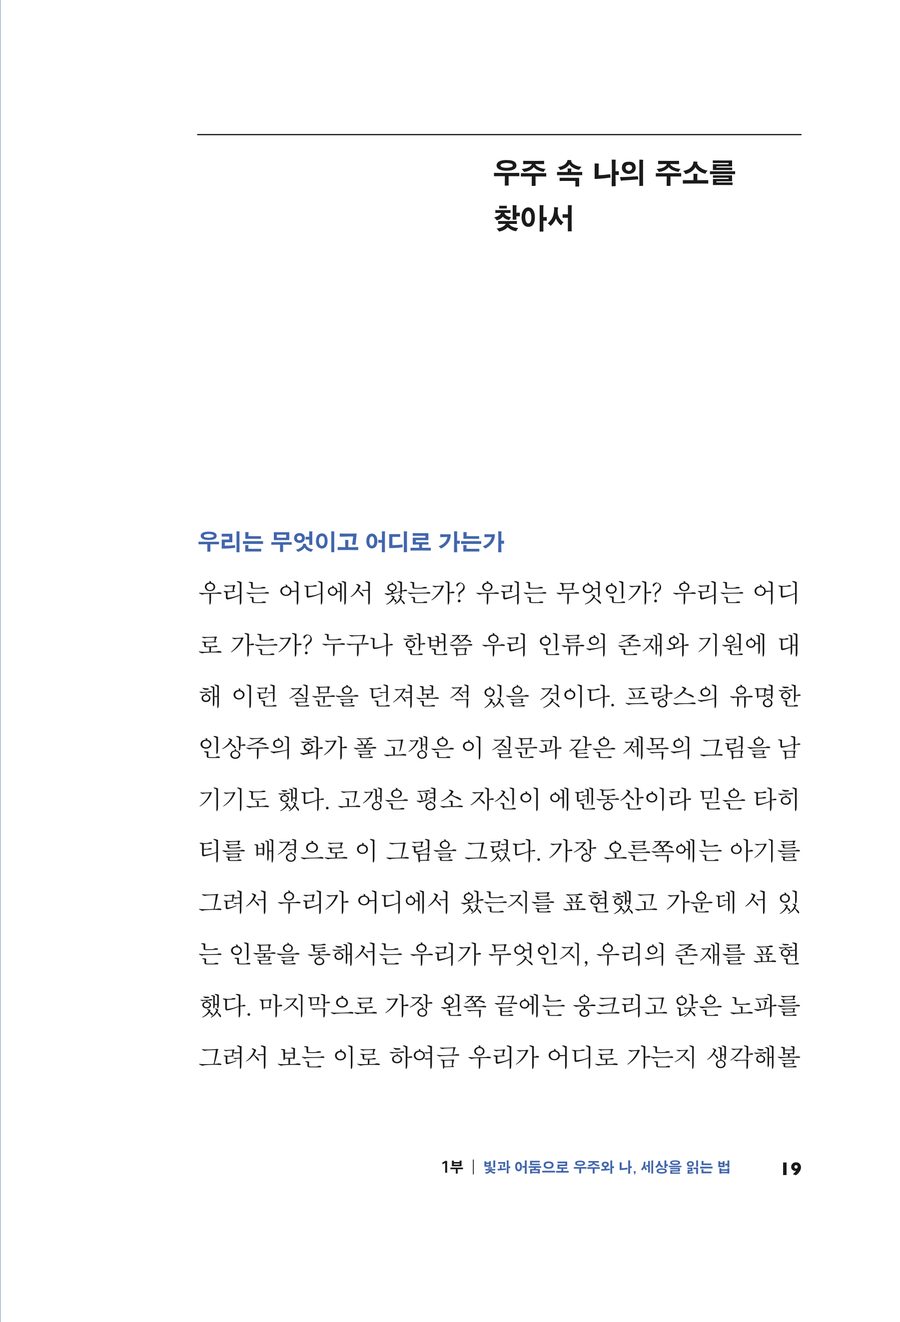 우주 속 나의 주소를
찾아서
우리는 무엇이고 어디로 가는가
우리는 어디에서 왔는가? 우리는 무엇인가? 우리는 어디
로 가는가? 누구나 한번쯤 우리 인류의 존재와 기원에 대
해 이런 질문을 던져본 적 있을 것이다. 프랑스의 유명한
인상주의 화가 폴 고갱은 이 질문과 같은 제목의 그림을 남
기기도 했다. 고갱은 평소 자신이 에덴동산이라 믿은 타히
티를 배경으로 이 그림을 그렸다. 가장 오른쪽에는 아기를
그려서 우리가 어디에서 왔는지를 표현했고 가운데 서 있
는 인물을 통해서는 우리가 무엇인지, 우리의 존재를 표현
했다. 마지막으로 가장 왼쪽 끝에는 웅크리고 앉은 노파를
그려서 보는 이로 하여금 우리가 어디로 가는지 생각해볼
1부 | 빛과 어둠으로 우주와 나, 세상을 읽는 법 19